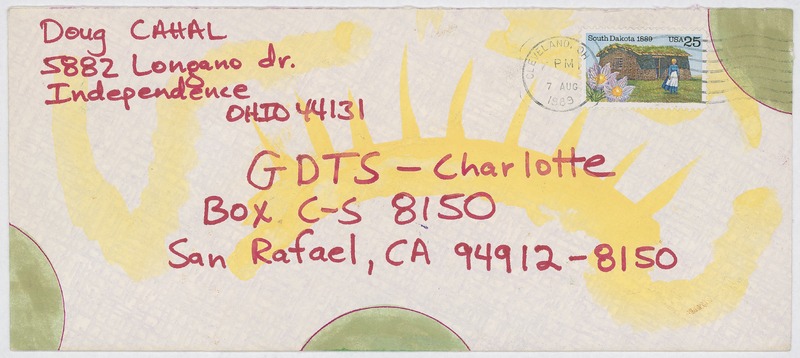 Doug CAHAL
5882 Longano dr.
Independence
OHIO 44131
South Dakota 1889 USA 25
CLEVELAND, OH
PM
7 AUG
1989
GDTS - Charlotte
Box C-S 8150
San Rafael, CA 94912-8150